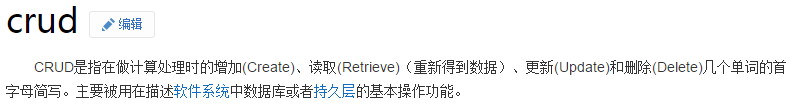 crud 编辑
CRUD是指在做计算处理时的增加(Create)、读取(Retrieve)（重新得到数据）、更新(Update)和删除(Delete)几个单词的首
字母简写。主要被用在描述软件系统中数据库或者持久层的基本操作功能。